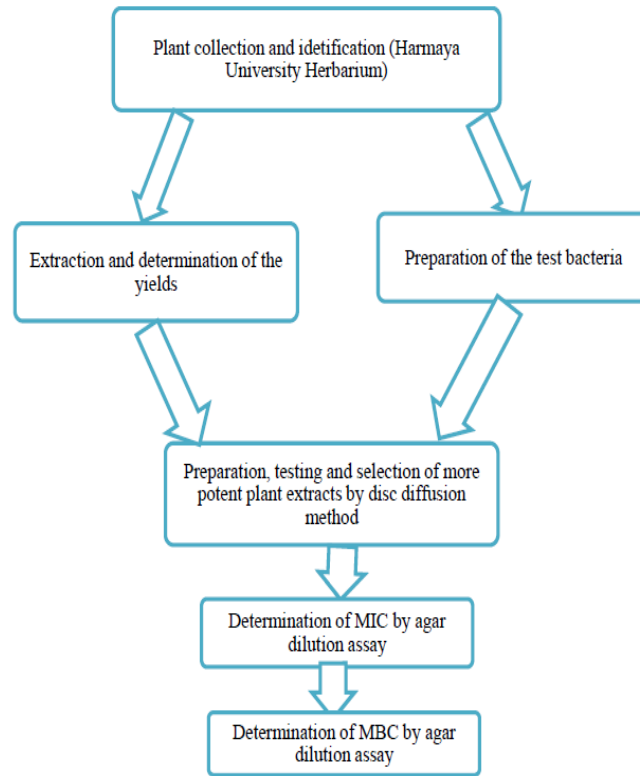 Plant collection and idetification (Harmaya
University Herbarium)
Extraction and determination of the
yields
Preparation of the test bacteria
Preparation, testing and selection of more
potent plant extracts by disc diffusion
method
Determination of MIC by agar
dilution assay
Determination of MBC by agar
dilution assay